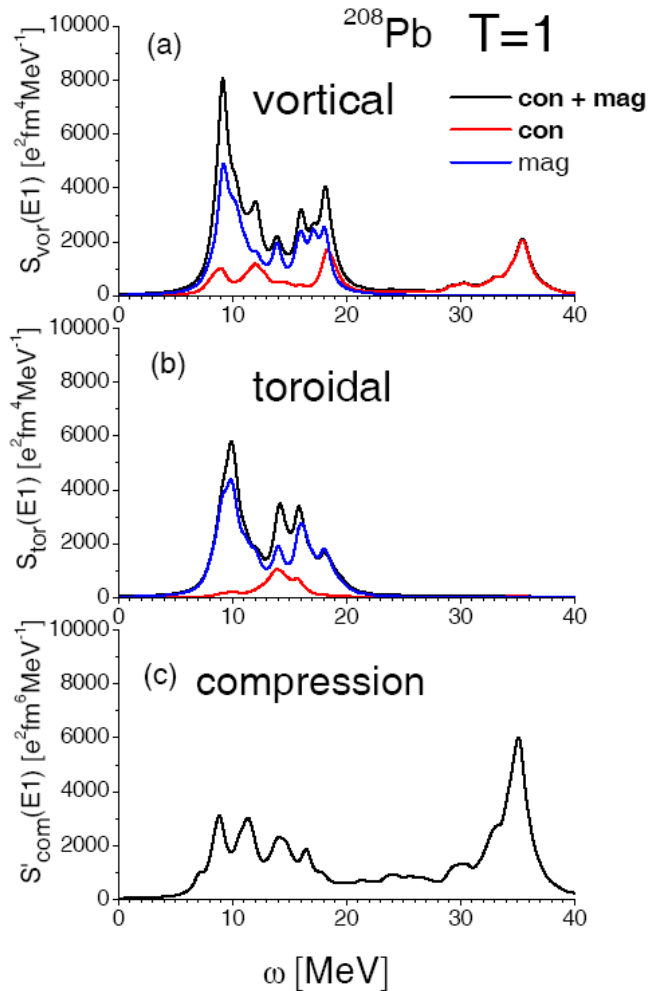 ²⁰⁸Pb T=1
(a)
vortical
con + mag
con
mag
S_vor(E1) [e²fm⁴MeV⁻¹]
10000
8000
6000
4000
2000
0
0 10 20 30 40
(b)
toroidal
S_tor(E1) [e²fm⁴MeV⁻¹]
10000
8000
6000
4000
2000
0
0 10 20 30 40
(c)
compression
S'_com(E1) [e²fm⁶MeV⁻¹]
10000
8000
6000
4000
2000
0
0 10 20 30 40
ω [MeV]